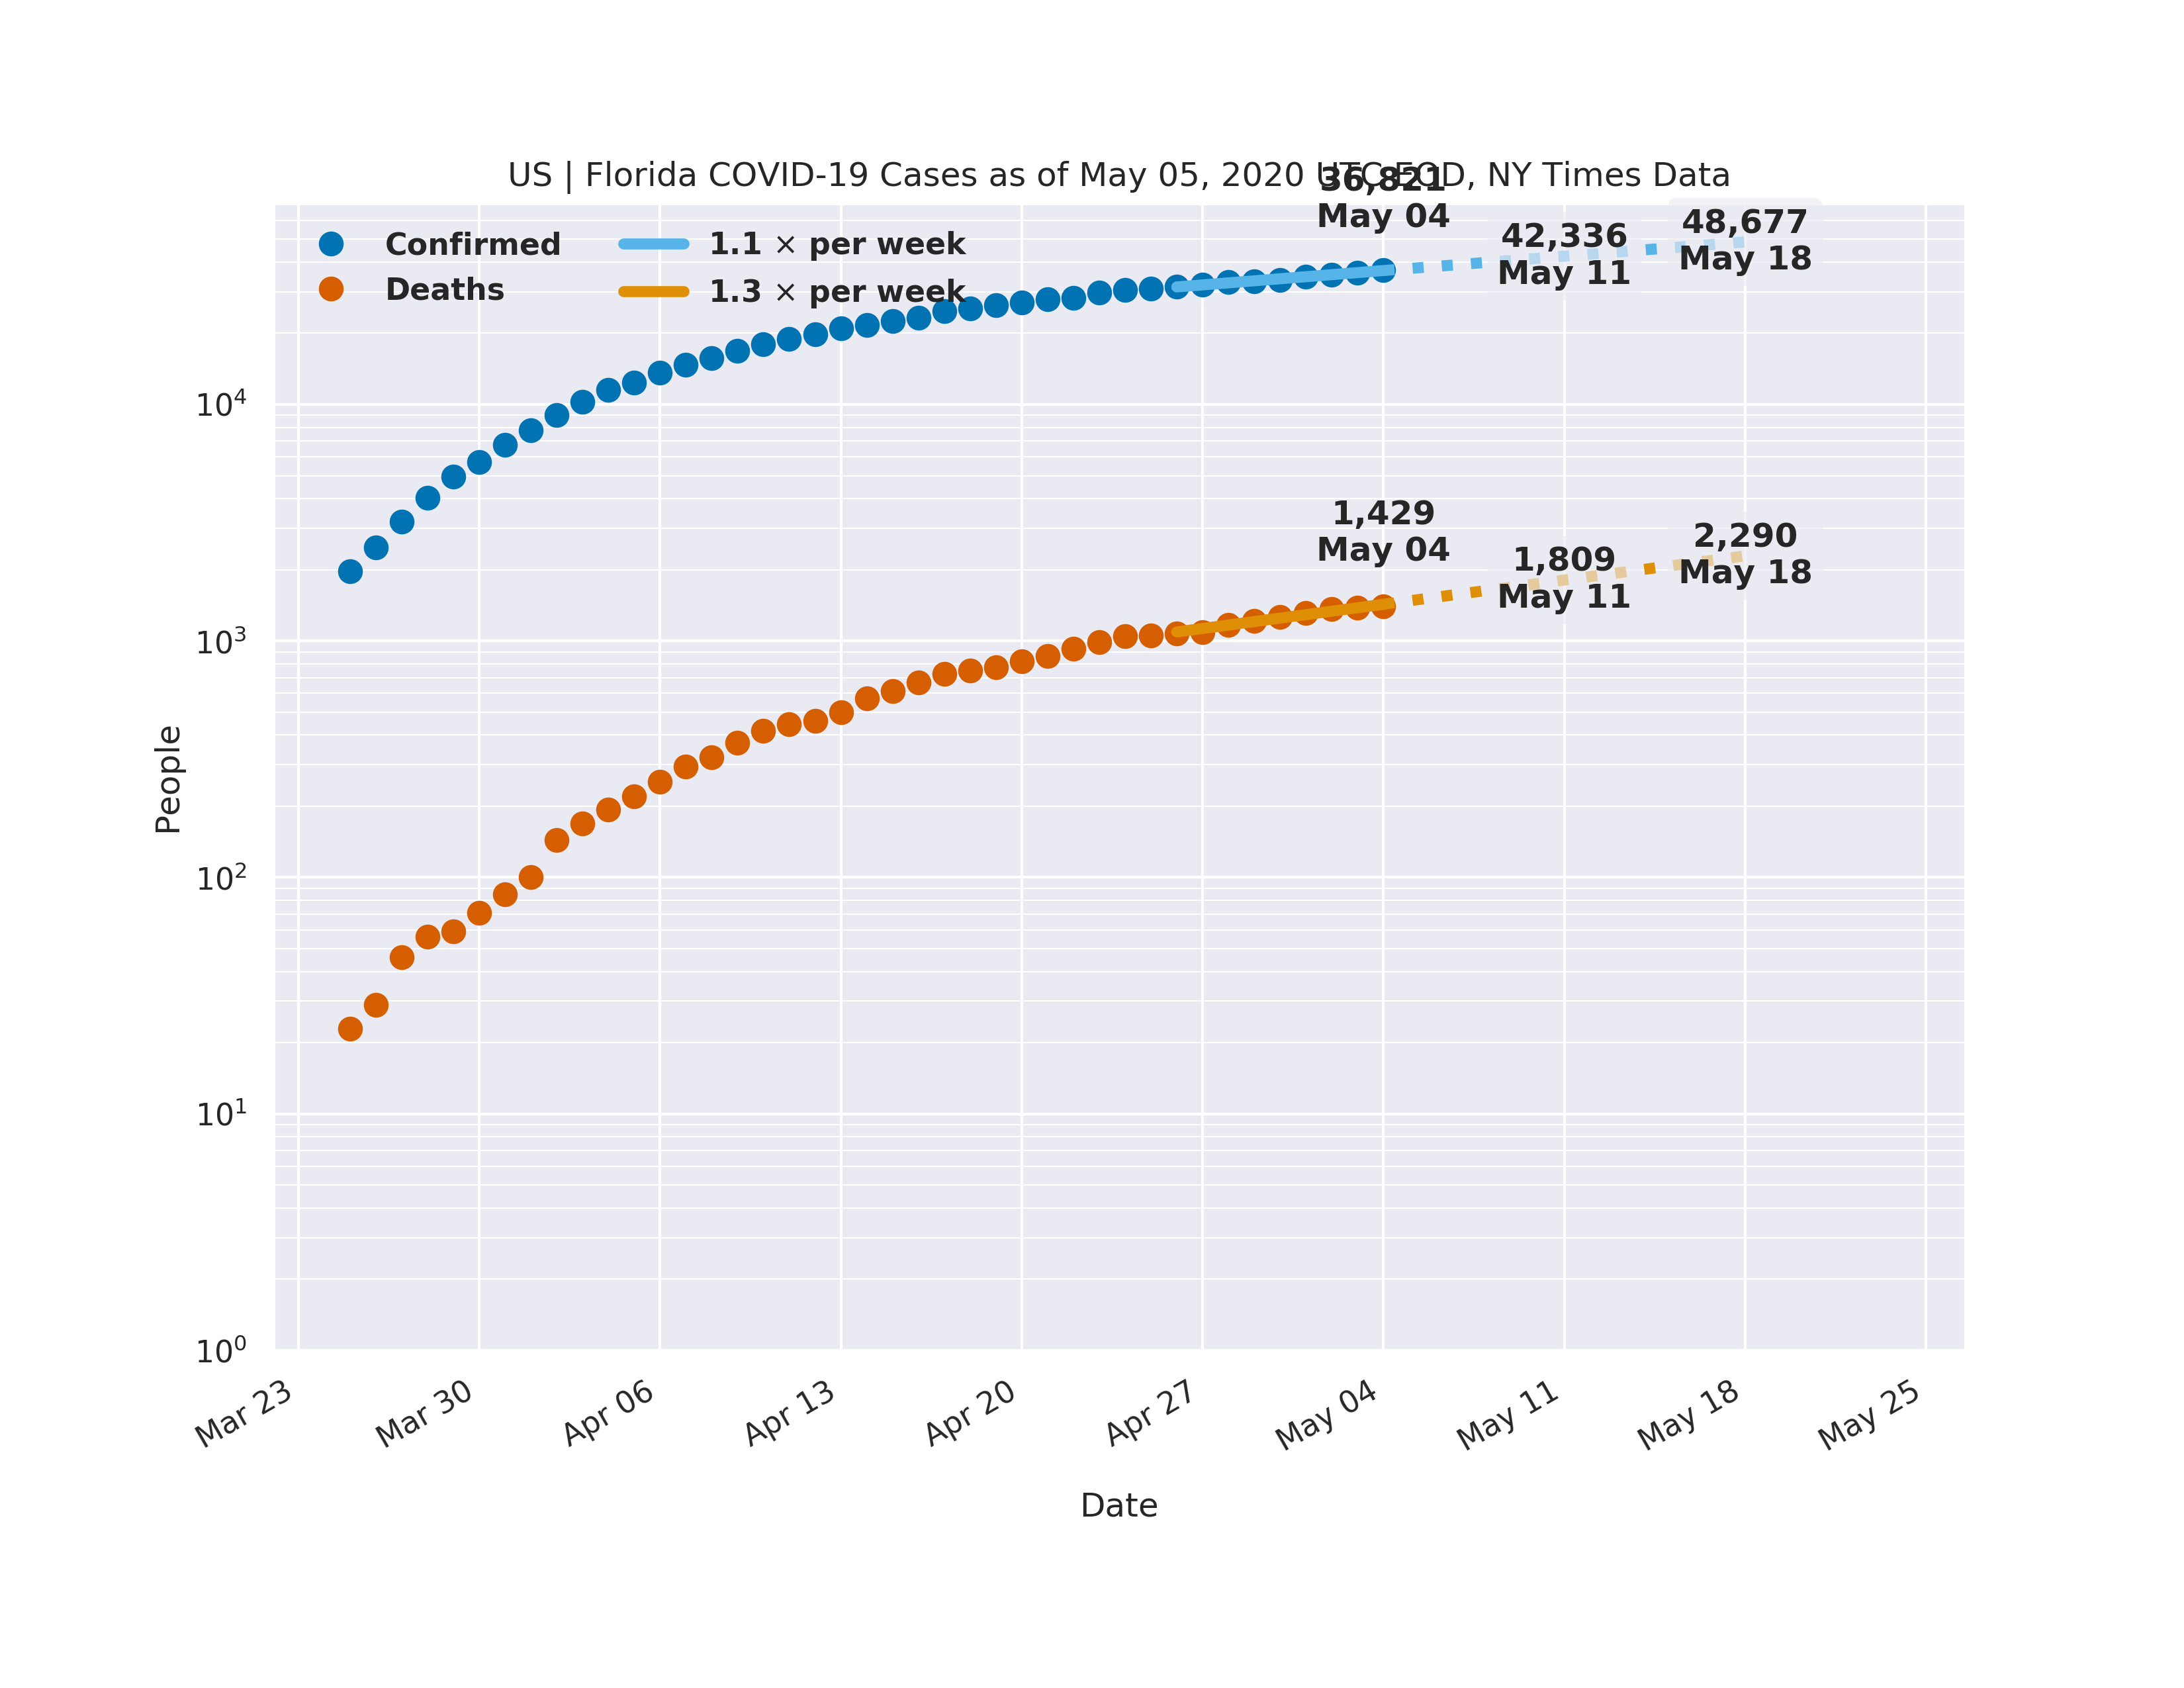 US | Florida COVID-19 Cases as of May 05, 2020 UTC EOD, NY Times Data
36,821
May 04
42,336
May 11
48,677
May 18
Confirmed
Deaths
1.1 × per week
1.3 × per week
1,429
May 04
1,809
May 11
2,290
May 18
People
10⁴
10³
10²
10¹
10⁰
Mar 23
Mar 30
Apr 06
Apr 13
Apr 20
Apr 27
May 04
May 11
May 18
May 25
Date